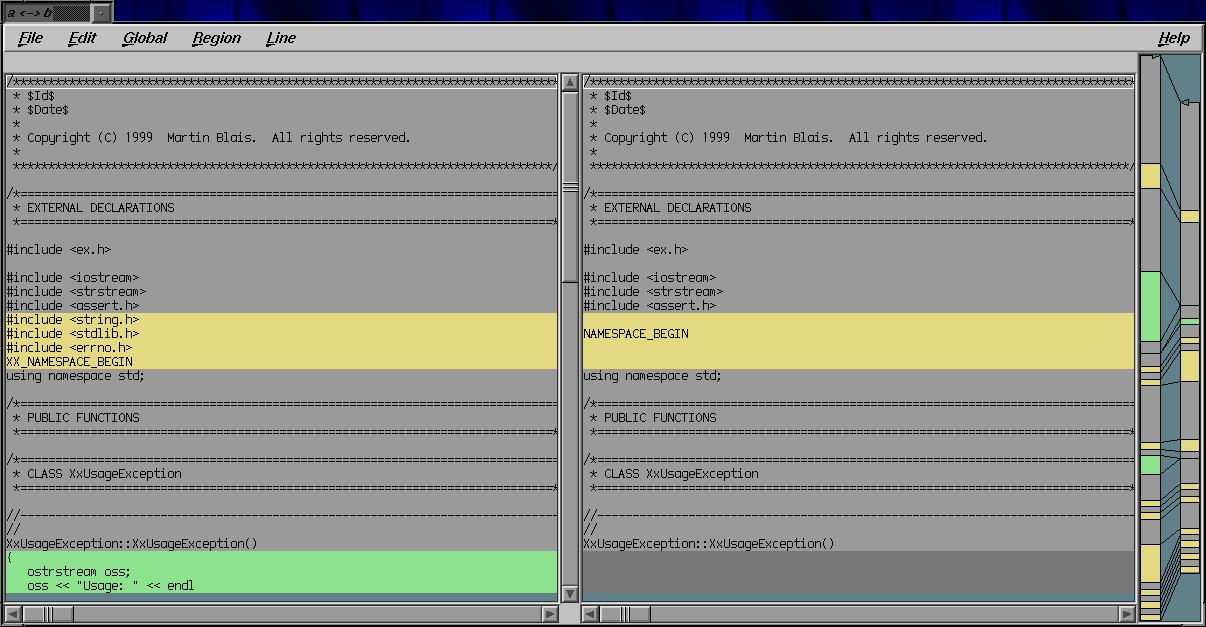 a <-> b
File Edit Global Region Line Help
/******************************************************************************
 * $Id$
 * $Date$
 *
 * Copyright (C) 1999  Martin Blais.  All rights reserved.
 *
 *****************************************************************************/
/*=============================================================================
 * EXTERNAL DECLARATIONS
 *============================================================================*
#include <ex.h>
#include <iostream>
#include <strstream>
#include <assert.h>
#include <string.h>
#include <stdlib.h>
#include <errno.h>
XX_NAMESPACE_BEGIN
using namespace std;
/*=============================================================================
 * PUBLIC FUNCTIONS
 *============================================================================*
/*=============================================================================
 * CLASS XxUsageException
 *============================================================================*
//-----------------------------------------------------------------------------
//
XxUsageException::XxUsageException()
{
   ostrstream oss;
   oss << "Usage: " << endl
/******************************************************************************
 * $Id$
 * $Date$
 *
 * Copyright (C) 1999  Martin Blais.  All rights reserved.
 *
 *****************************************************************************/
/*=============================================================================
 * EXTERNAL DECLARATIONS
 *============================================================================*
#include <ex.h>
#include <iostream>
#include <strstream>
#include <assert.h>
NAMESPACE_BEGIN
using namespace std;
/*=============================================================================
 * PUBLIC FUNCTIONS
 *============================================================================*
/*=============================================================================
 * CLASS XxUsageException
 *============================================================================*
//-----------------------------------------------------------------------------
//
XxUsageException::XxUsageException()